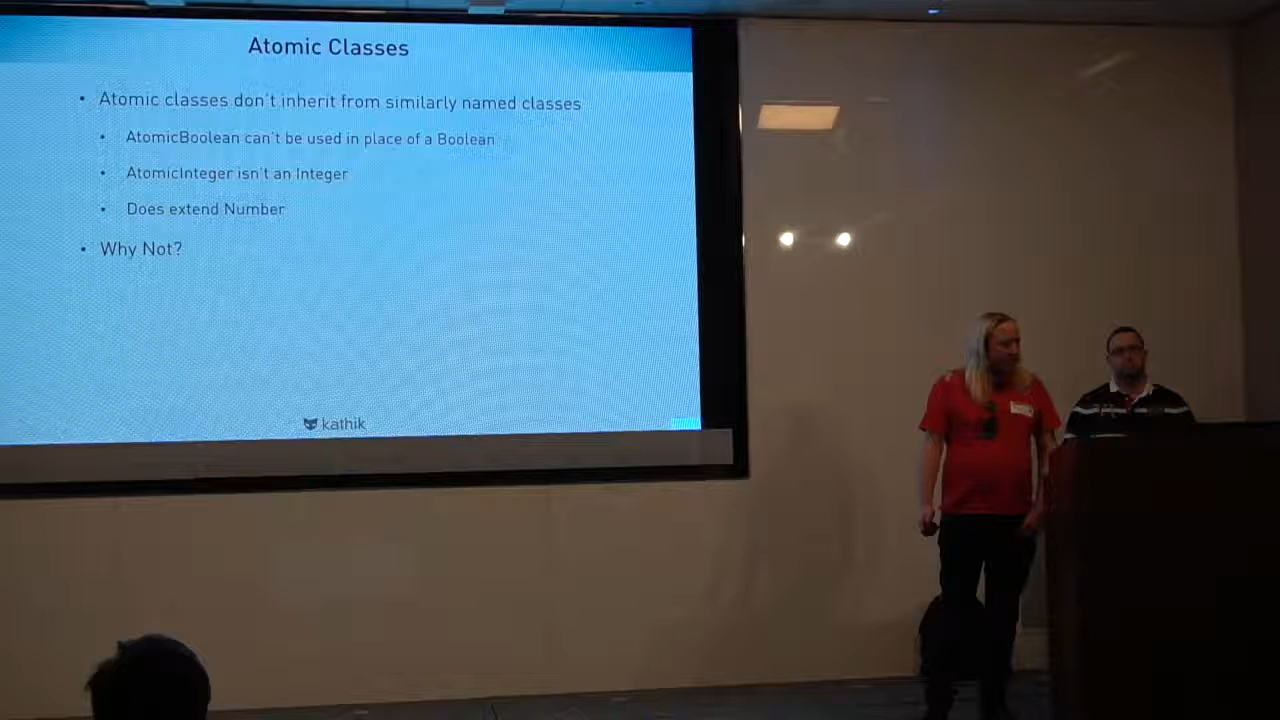 Atomic Classes
• Atomic classes don't inherit from similarly named classes
• AtomicBoolean can't be used in place of a Boolean
• AtomicInteger isn't an Integer
• Does extend Number
• Why Not?
kathik